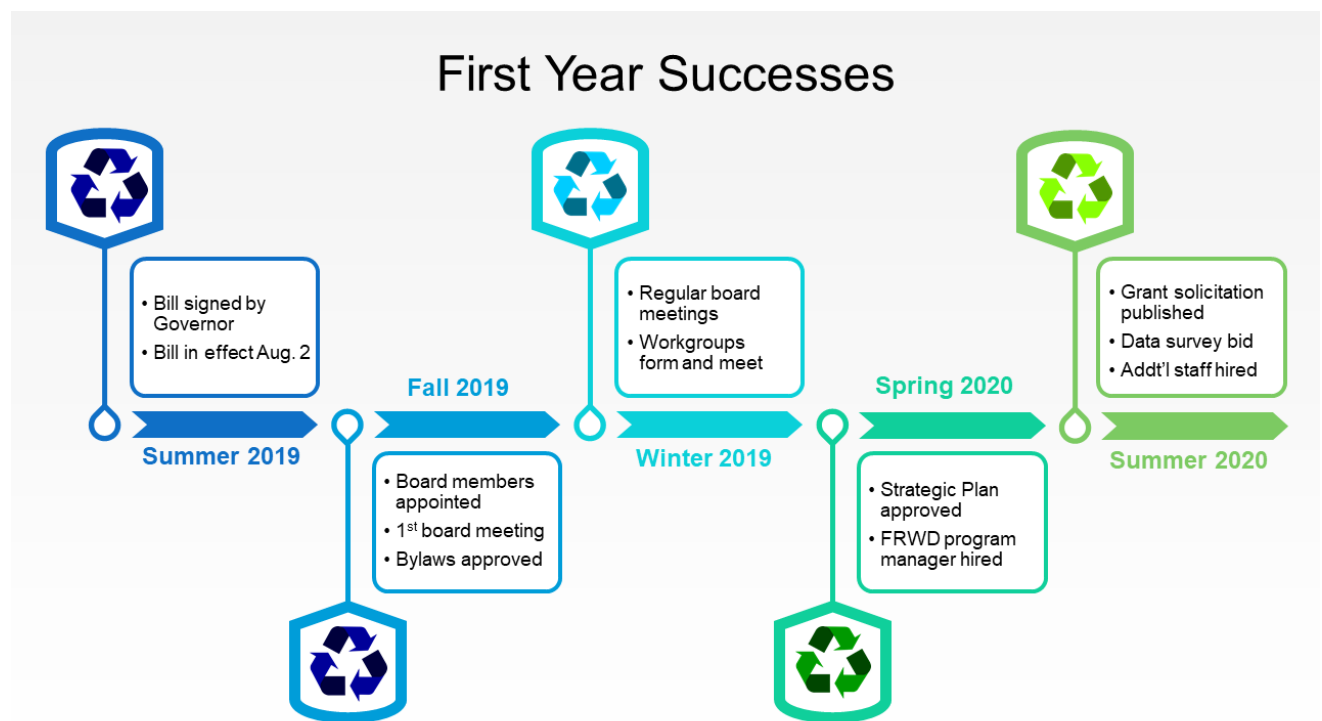 First Year Successes
• Bill signed by
Governor
• Bill in effect Aug. 2
Summer 2019
Fall 2019
• Board members
appointed
• 1st board meeting
• Bylaws approved
• Regular board
meetings
• Workgroups
form and meet
Winter 2019
Spring 2020
• Strategic Plan
approved
• FRWD program
manager hired
• Grant solicitation
published
• Data survey bid
• Addt'l staff hired
Summer 2020